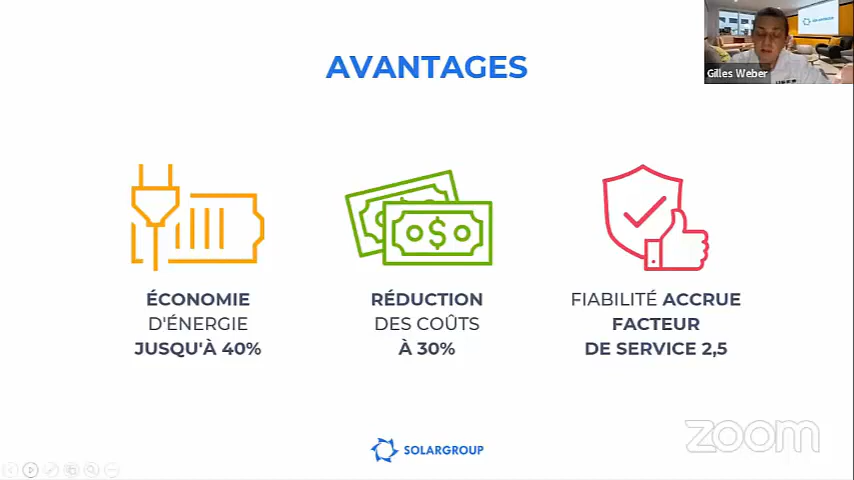 Gilles Weber
AVANTAGES
ÉCONOMIE
D'ÉNERGIE
JUSQU'À 40%
RÉDUCTION
DES COÛTS
À 30%
FIABILITÉ ACCRUE
FACTEUR
DE SERVICE 2,5
SOLARGROUP
zoom